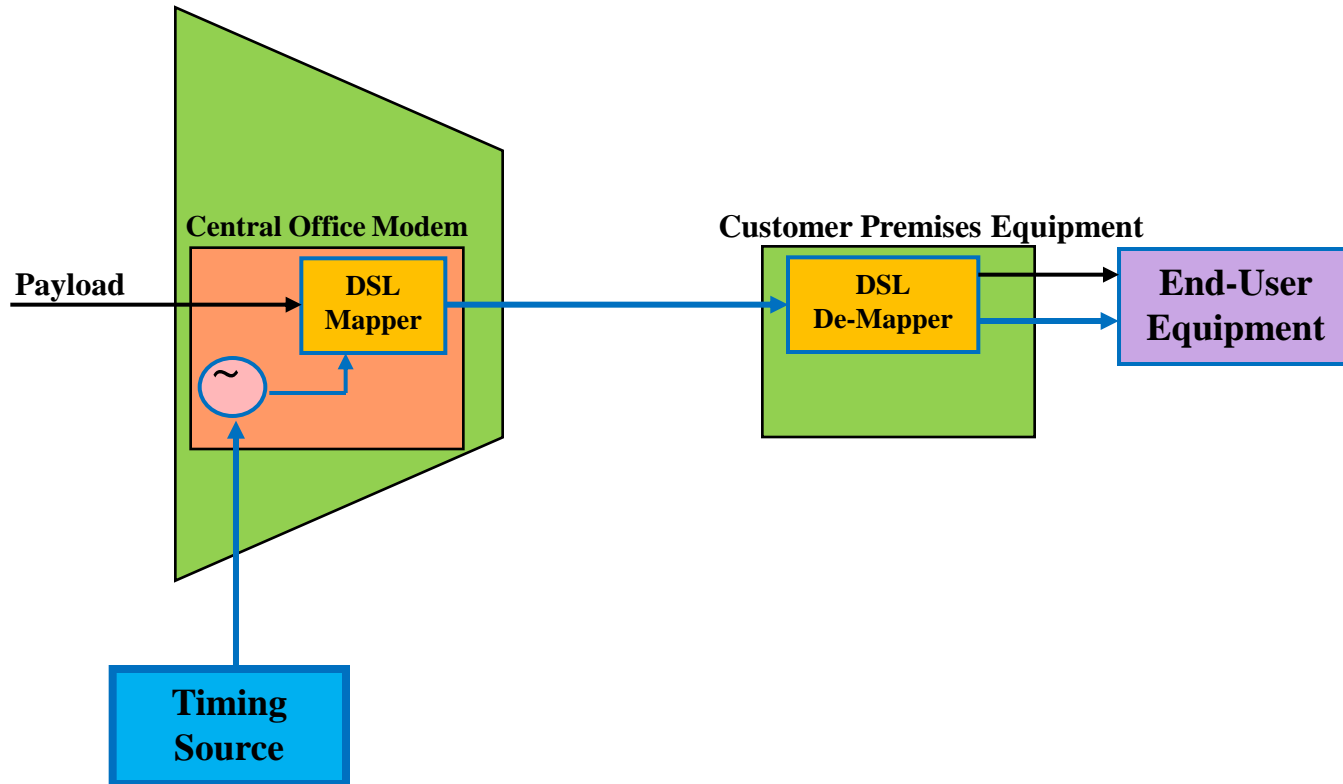 Central Office Modem
Customer Premises Equipment
Payload
DSL
Mapper
DSL
De-Mapper
End-User
Equipment
~
Timing
Source